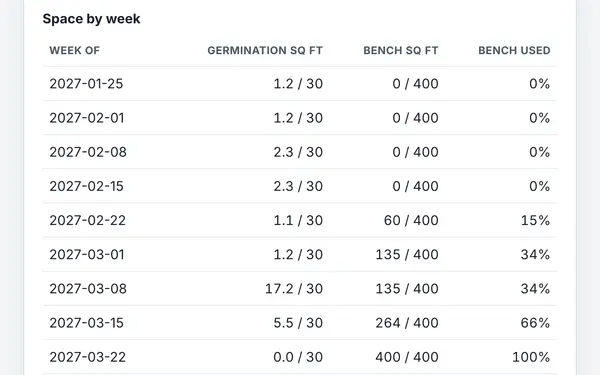 Space by week
WEEK OF GERMINATION SQ FT BENCH SQ FT BENCH USED
2027-01-25 1.2 / 30 0 / 400 0%
2027-02-01 1.2 / 30 0 / 400 0%
2027-02-08 2.3 / 30 0 / 400 0%
2027-02-15 2.3 / 30 0 / 400 0%
2027-02-22 1.1 / 30 60 / 400 15%
2027-03-01 1.2 / 30 135 / 400 34%
2027-03-08 17.2 / 30 135 / 400 34%
2027-03-15 5.5 / 30 264 / 400 66%
2027-03-22 0.0 / 30 400 / 400 100%